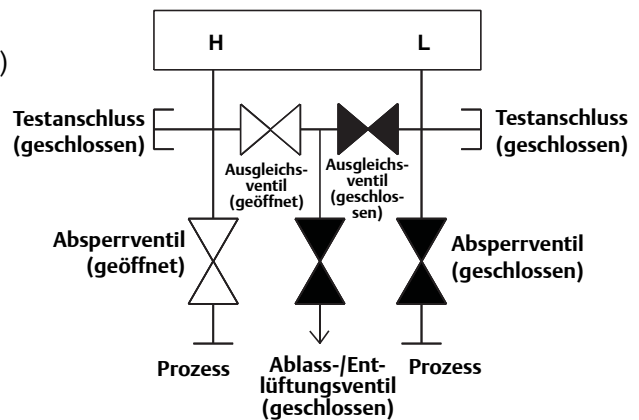 )
H
L
Testanschluss
(geschlossen)
Ausgleichs-
ventil
(geöffnet)
Ausgleichs-
ventil
(geschlos-
sen)
Testanschluss
(geschlossen)
Absperrventil
(geöffnet)
Absperrventil
(geschlossen)
Prozess
Ablass-/Ent-
lüftungsventil
(geschlossen)
Prozess